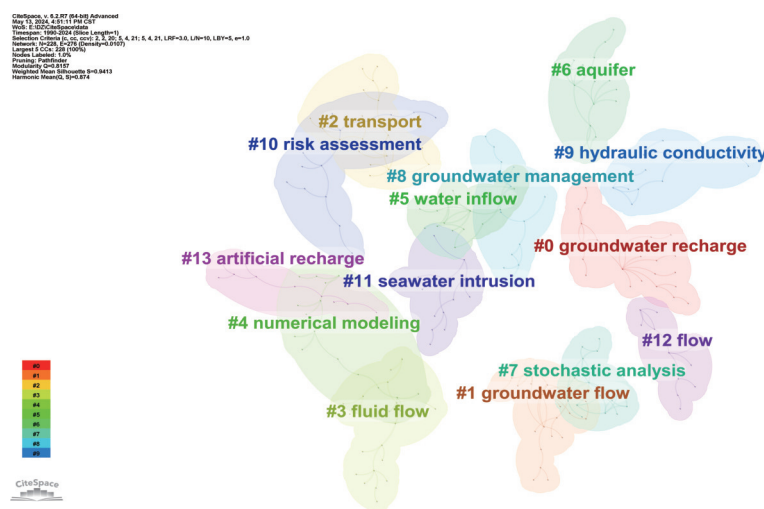 CiteSpace, v. 6.2.R7 (64-bit) Advanced
May 13, 2024, 4:51:11 PM CST
WoS: E:\DZ\CiteSpace\data
Timespan: 1990-2024 (Slice Length=1)
Selection Criteria (c, cc, ccv): 2, 2, 20; 5, 4, 21; 5, 4, 21, LRF=3.0, L/N=10, LBY=5, e=1.0
Network: N=228, E=276 (Density=0.0107)
Largest 5 CCs: 228 (100%)
Nodes Labeled: 1.0%
Pruning: Pathfinder
Modularity Q=0.8157
Weighted Mean Silhouette S=0.9413
Harmonic Mean(Q, S)=0.874
#6 aquifer
#2 transport
#10 risk assessment
#9 hydraulic conductivity
#8 groundwater management
#5 water inflow
#0 groundwater recharge
#13 artificial recharge
#11 seawater intrusion
#4 numerical modeling
#12 flow
#7 stochastic analysis
#1 groundwater flow
#3 fluid flow
#0
#1
#2
#3
#4
#5
#6
#7
#8
#9
CiteSpace